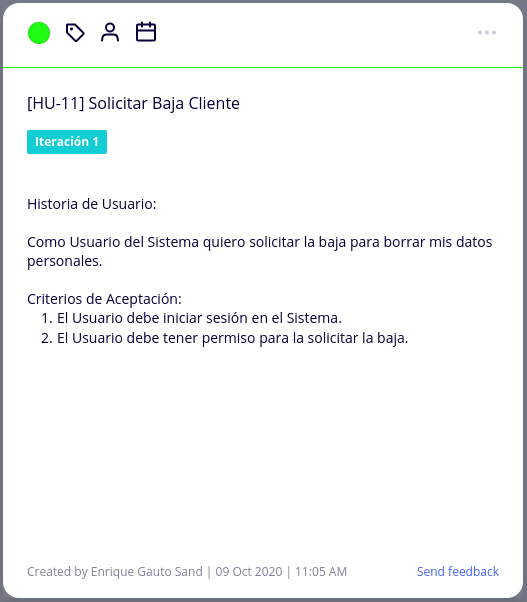 [HU-11] Solicitar Baja Cliente
Iteración 1
Historia de Usuario:
Como Usuario del Sistema quiero solicitar la baja para borrar mis datos
personales.
Criterios de Aceptación:
1. El Usuario debe iniciar sesión en el Sistema.
2. El Usuario debe tener permiso para la solicitar la baja.
Created by Enrique Gauto Sand | 09 Oct 2020 | 11:05 AM
Send feedback